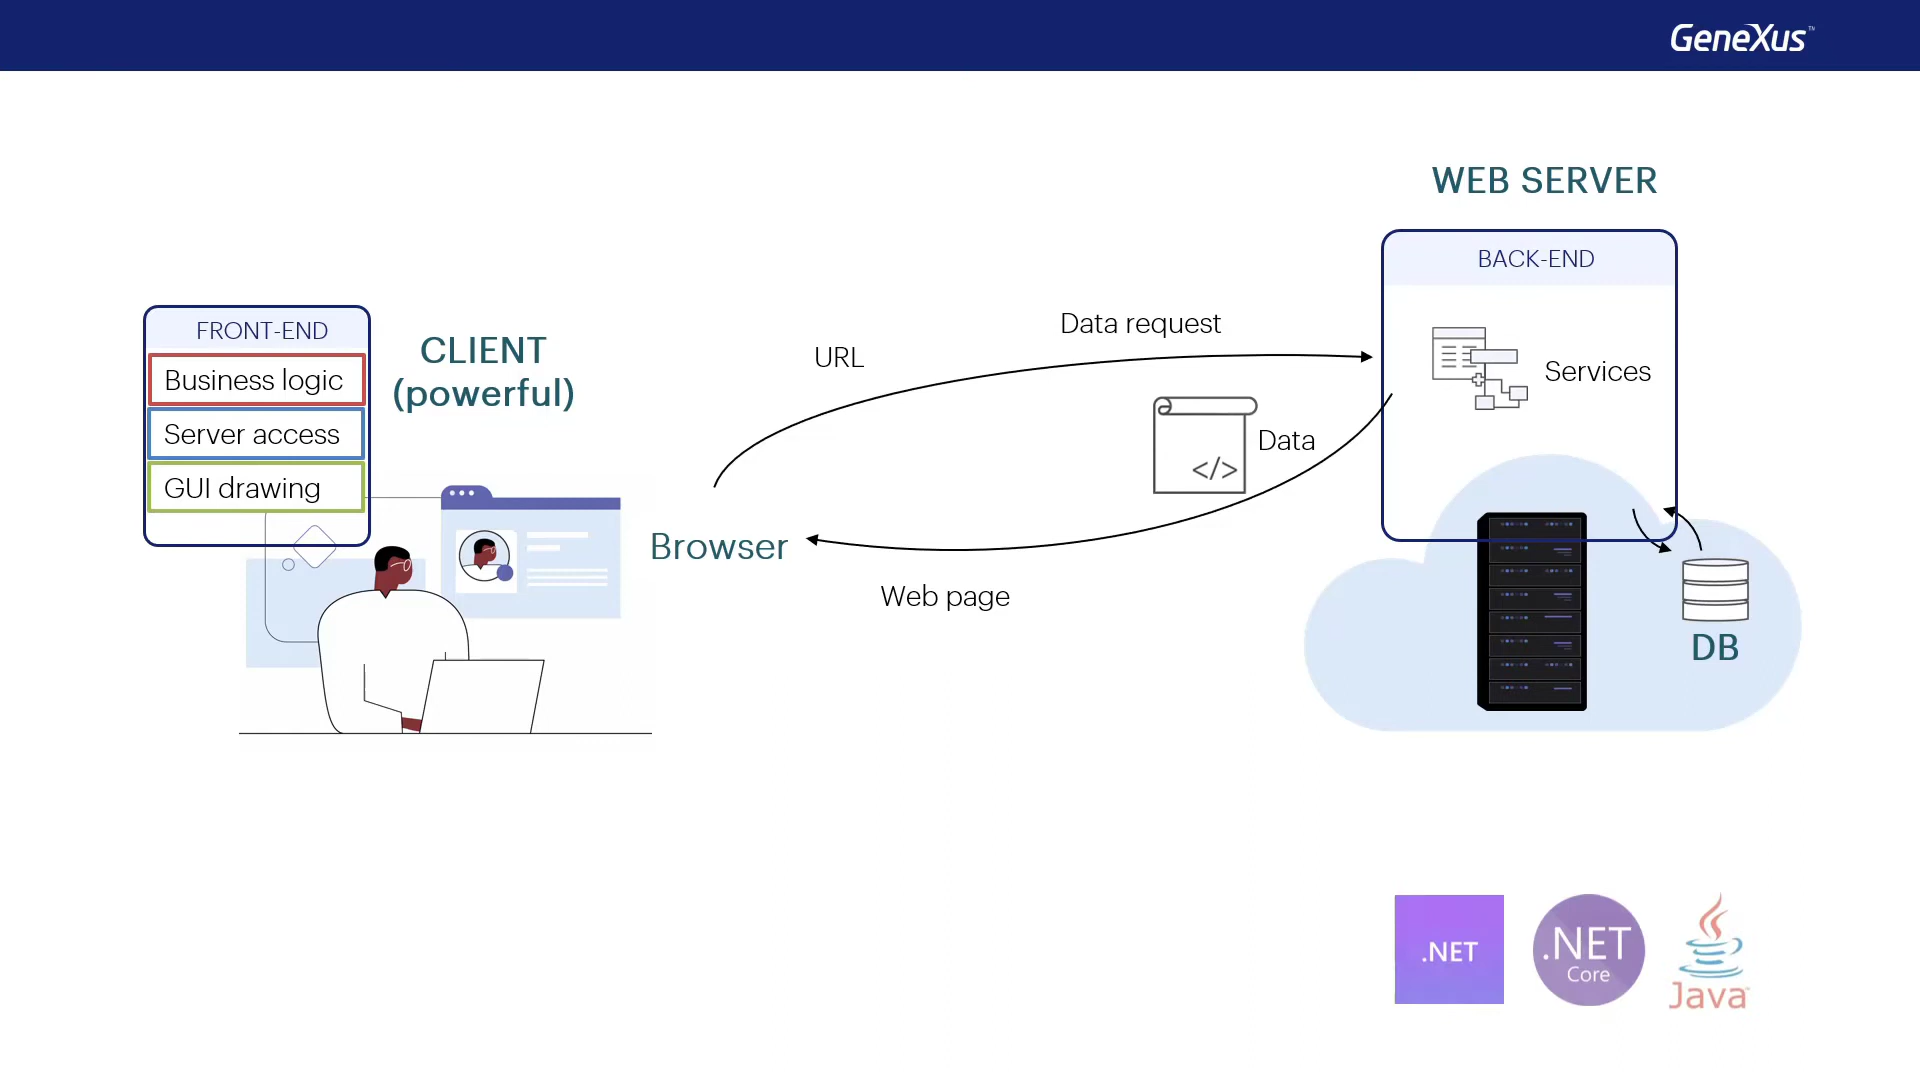 GeneXus™
WEB SERVER
BACK-END
Services
FRONT-END
Business logic
Server access
GUI drawing
CLIENT
(powerful)
URL
Data request
</>
Data
Browser
Web page
DB
.NET
.NET
Core
Java